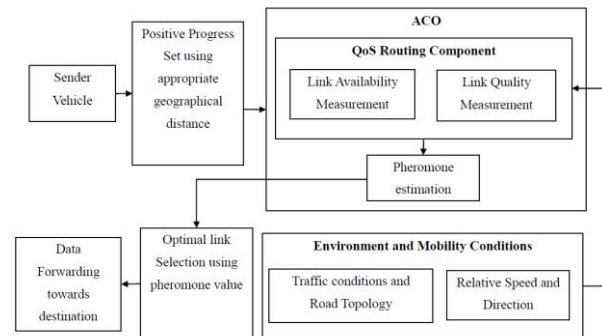 ACO
Positive Progress
Set using
appropriate
geographical
distance
QoS Routing Component
Sender
Vehicle
Link Availability
Measurement
Link Quality
Measurement
Pheromone
estimation
Data
Forwarding
towards
destination
Optimal link
Selection using
pheromone value
Environment and Mobility Conditions
Traffic conditions and
Road Topology
Relative Speed and
Direction